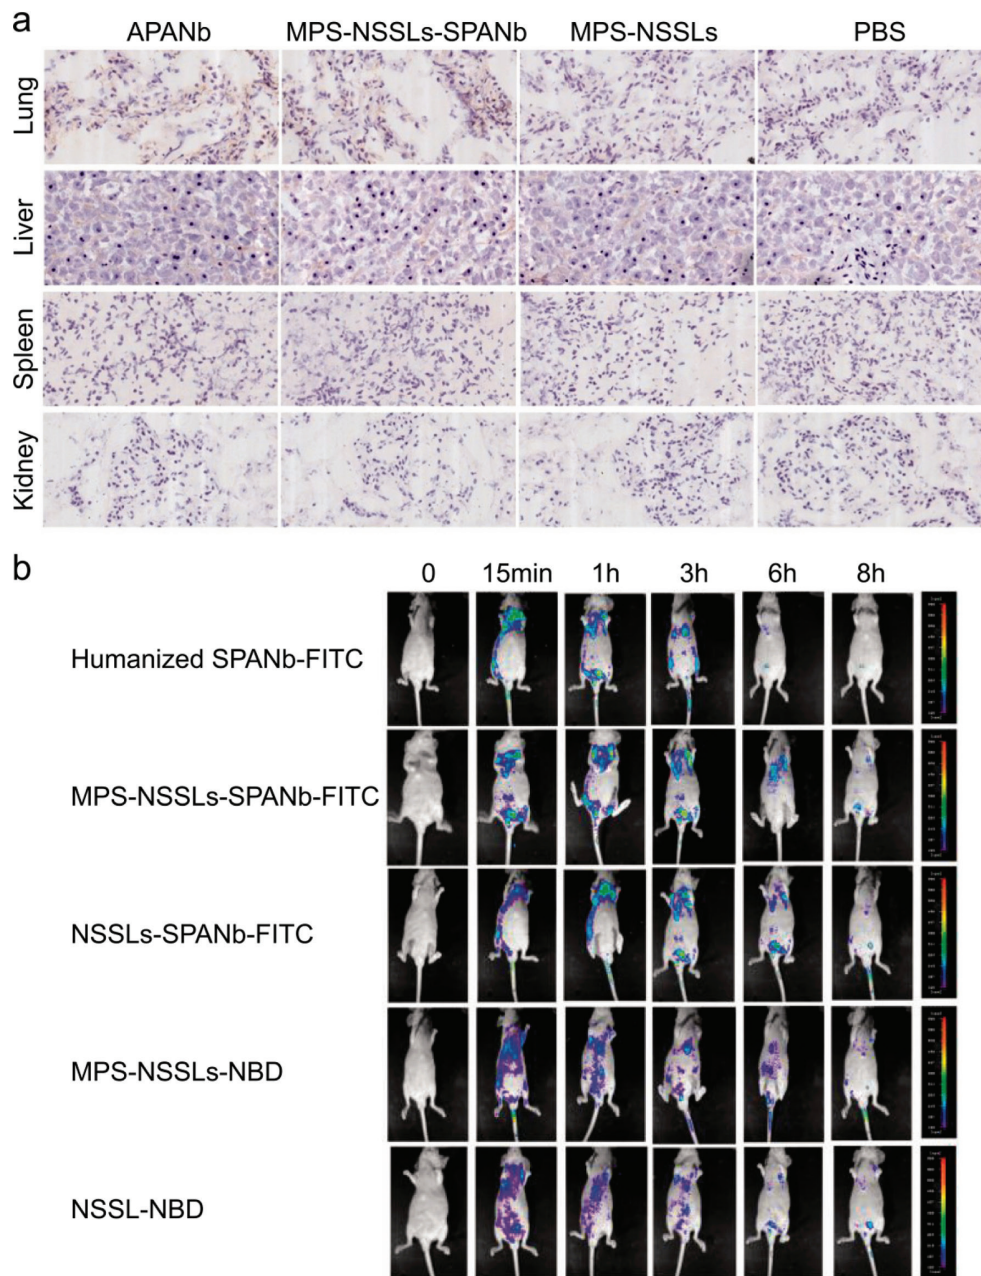 a
APANb MPS-NSSLs-SPANb MPS-NSSLs PBS
Lung
Liver
Spleen
Kidney
b
0 15min 1h 3h 6h 8h
Humanized SPANb-FITC
MPS-NSSLs-SPANb-FITC
NSSLs-SPANb-FITC
MPS-NSSLs-NBD
NSSL-NBD